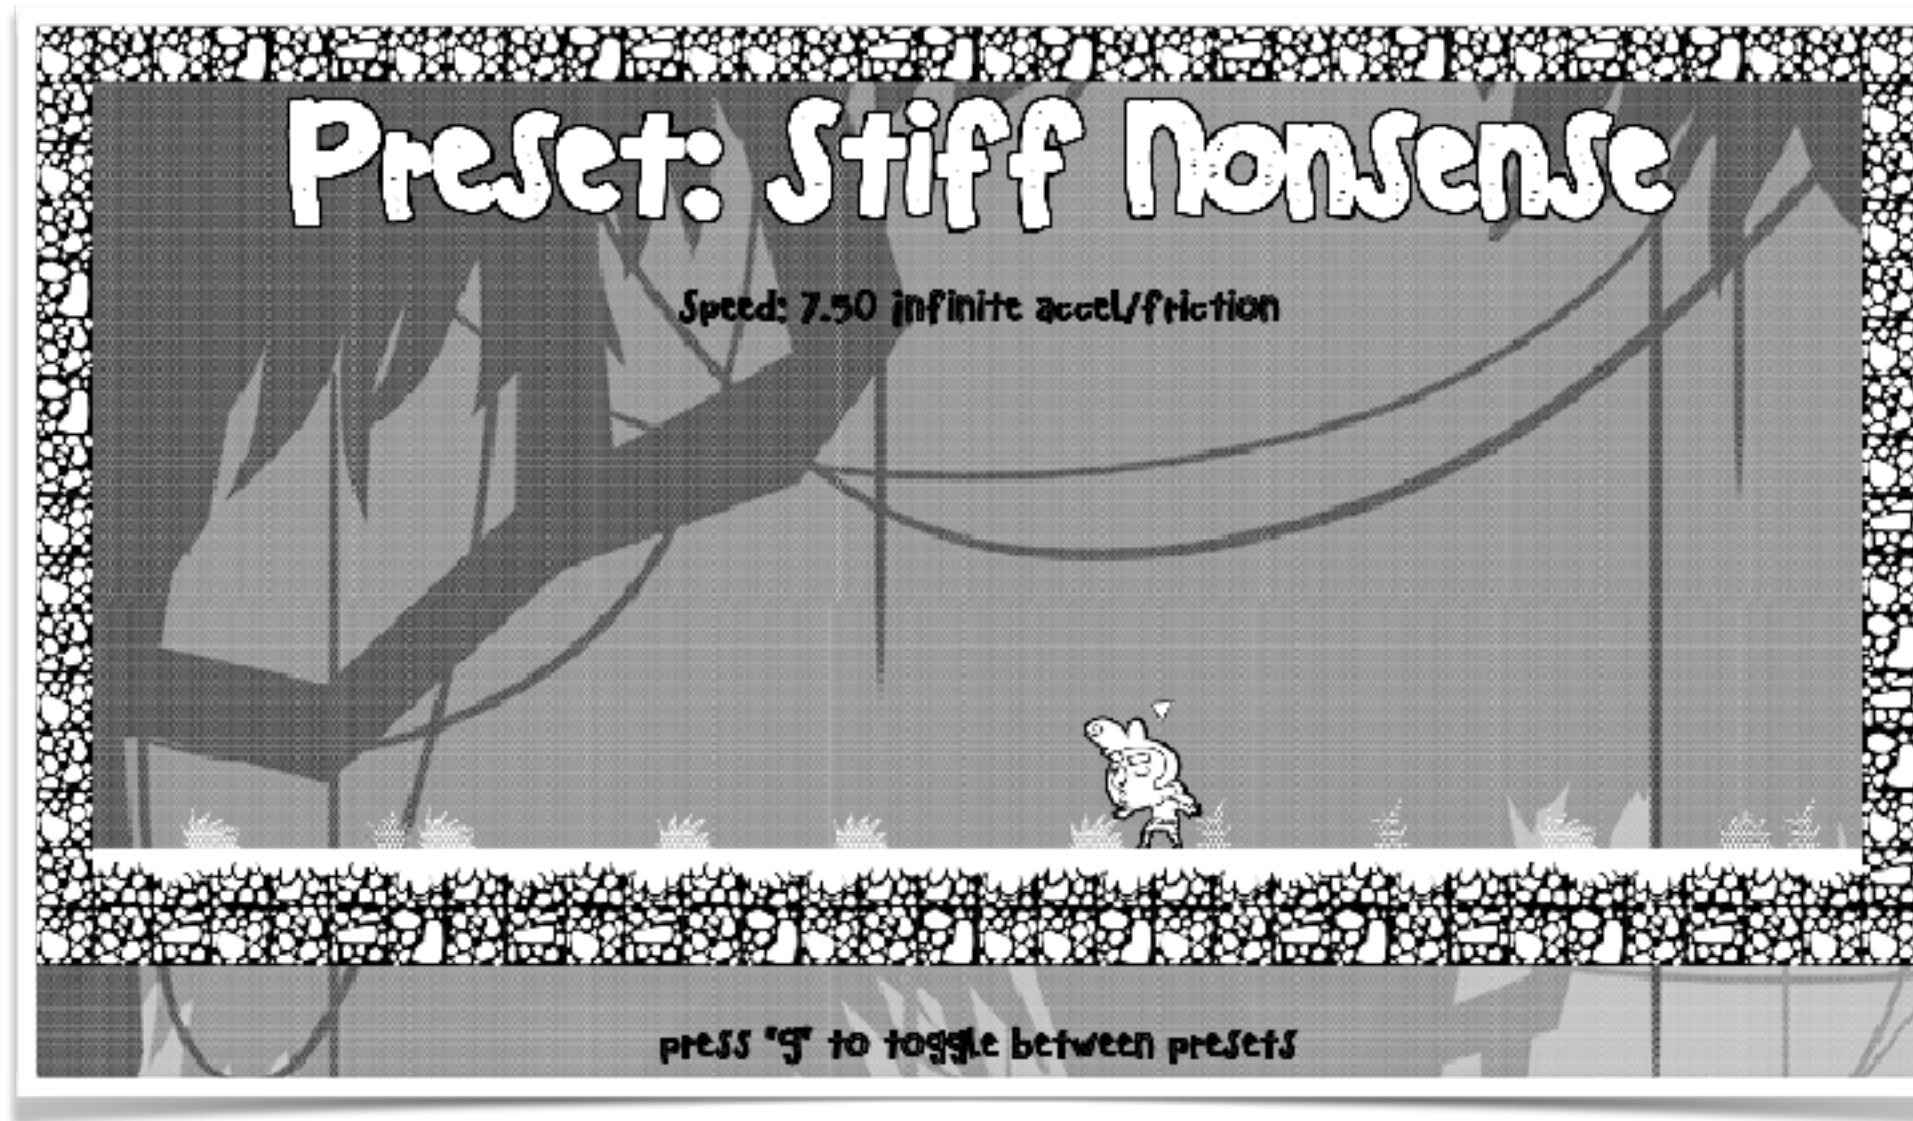 Preset: Stiff Nonsense
Speed: 7.50 infinite accel/friction
press "g" to toggle between presets